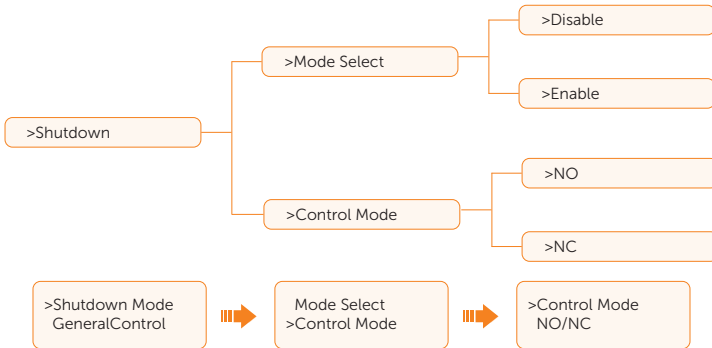 >Disable
>Mode Select
>Enable
>Shutdown
>NO
>Control Mode
>NC
>Shutdown Mode
GeneralControl
Mode Select
>Control Mode
>Control Mode
NO/NC